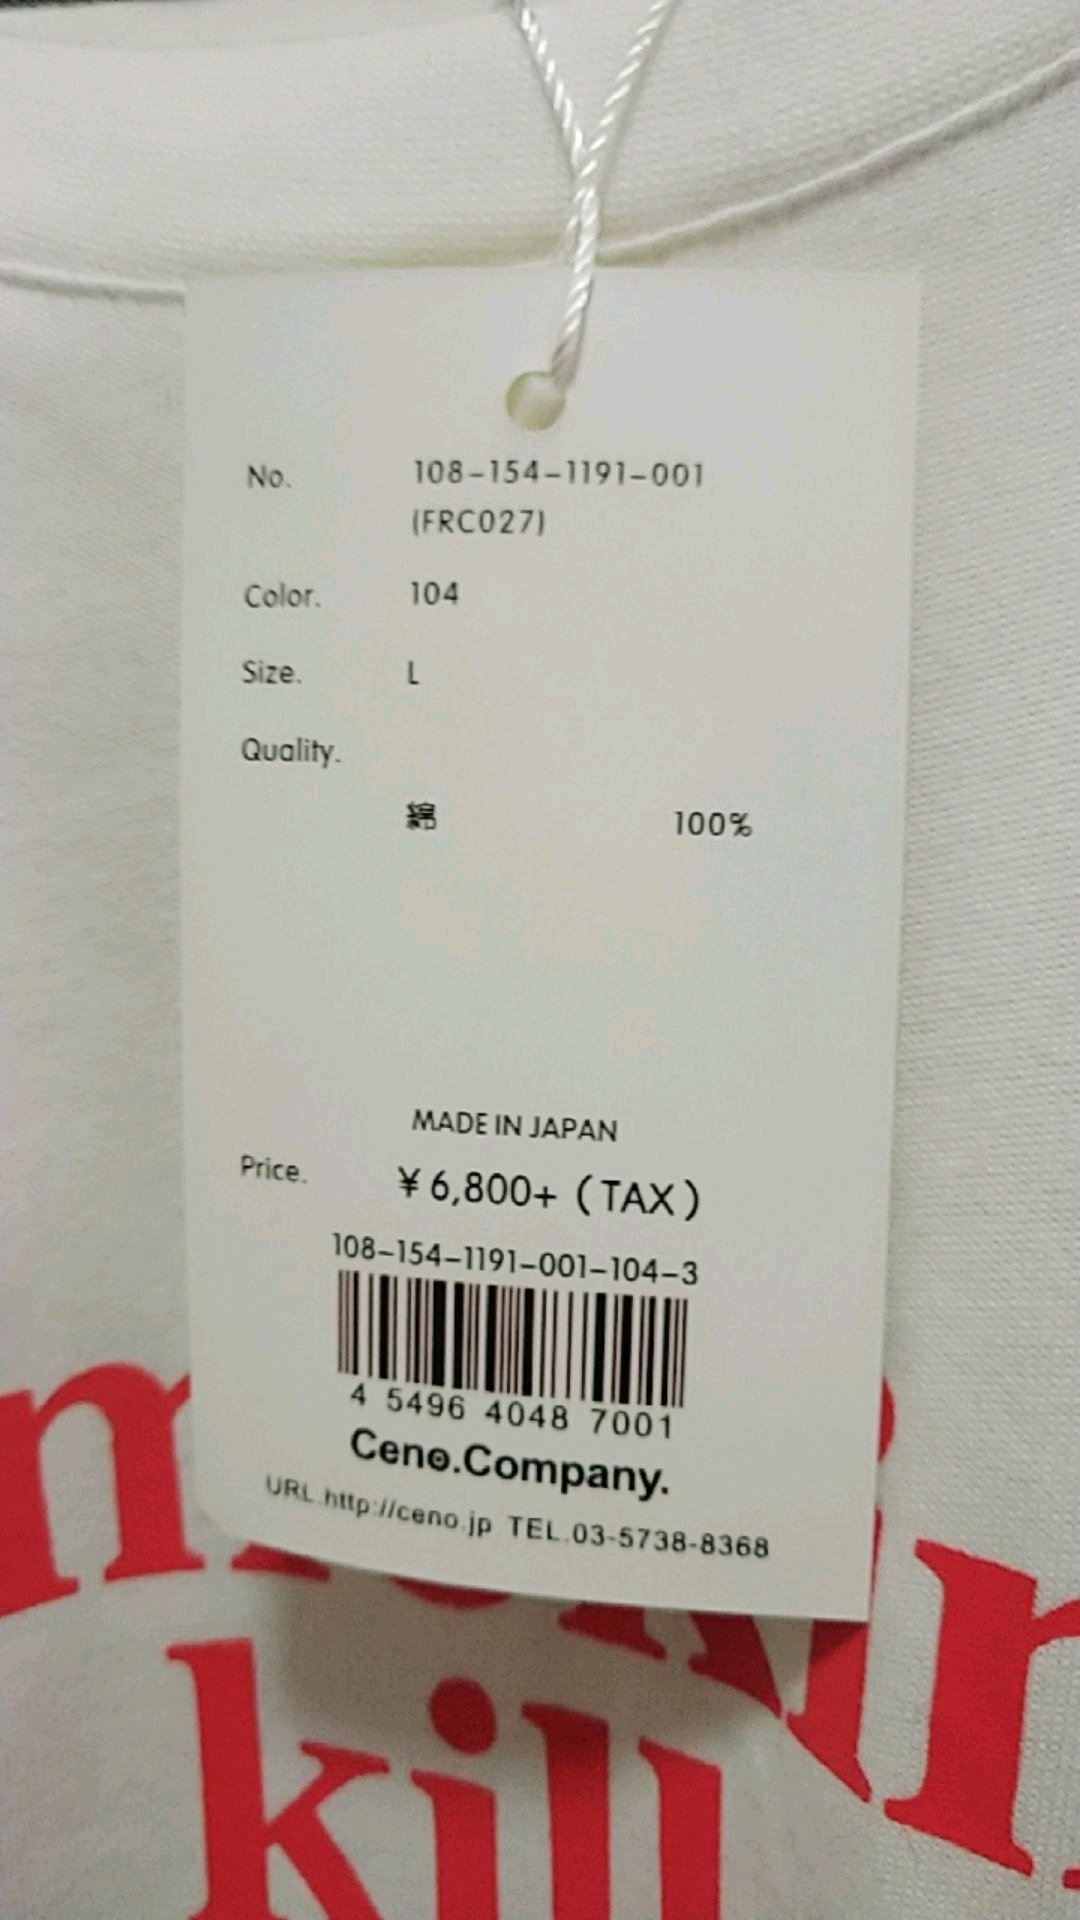 No. 108-154-1191-001
(FRC027)
Color. 104
Size. L
Quality.
綿 100%
MADE IN JAPAN
Price. ¥6,800+ (TAX)
108-154-1191-001-104-3
4 5496 4048 7001
Ceno.Company.
URL.http://ceno.jp TEL.03-5738-8368
kill